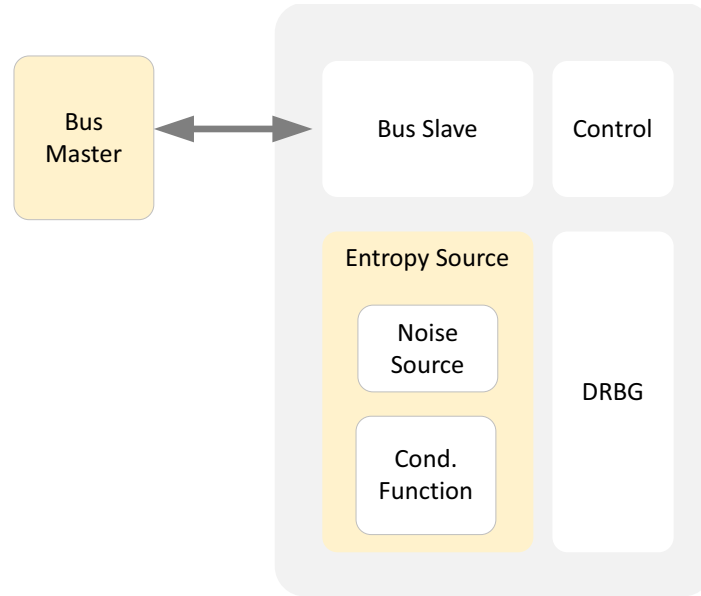 Bus
Master
Bus Slave
Control
Entropy Source
Noise
Source
Cond.
Function
DRBG